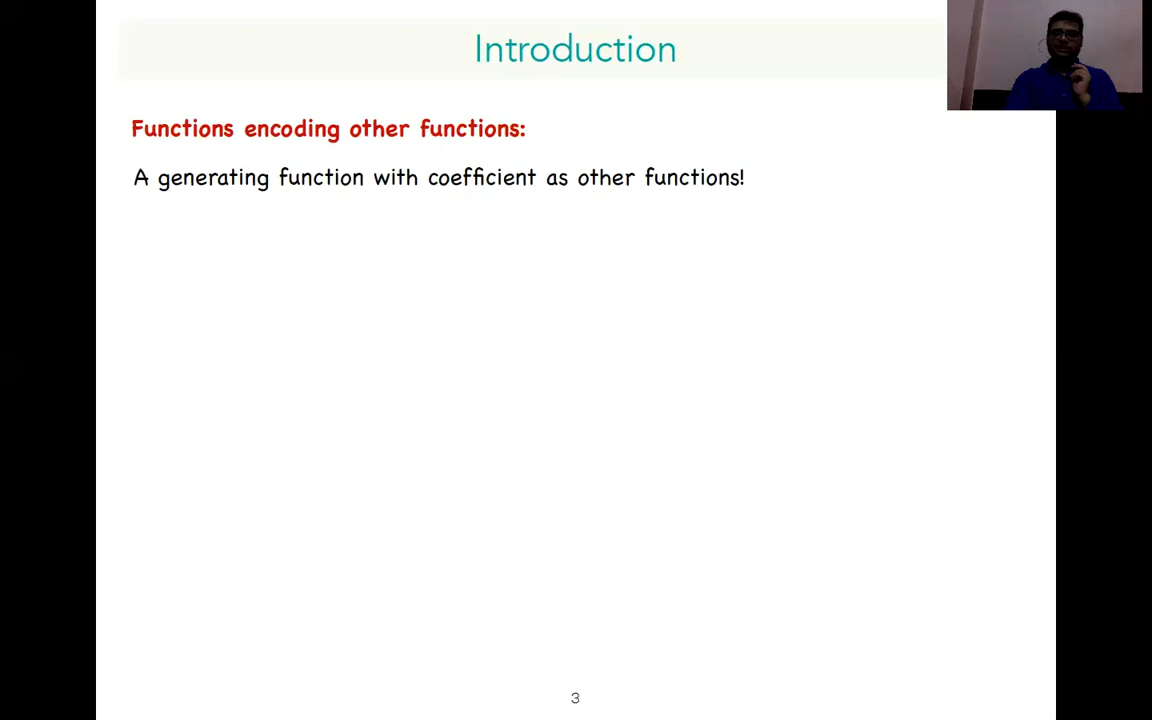 Introduction
Functions encoding other functions:
A generating function with coefficient as other functions!
3